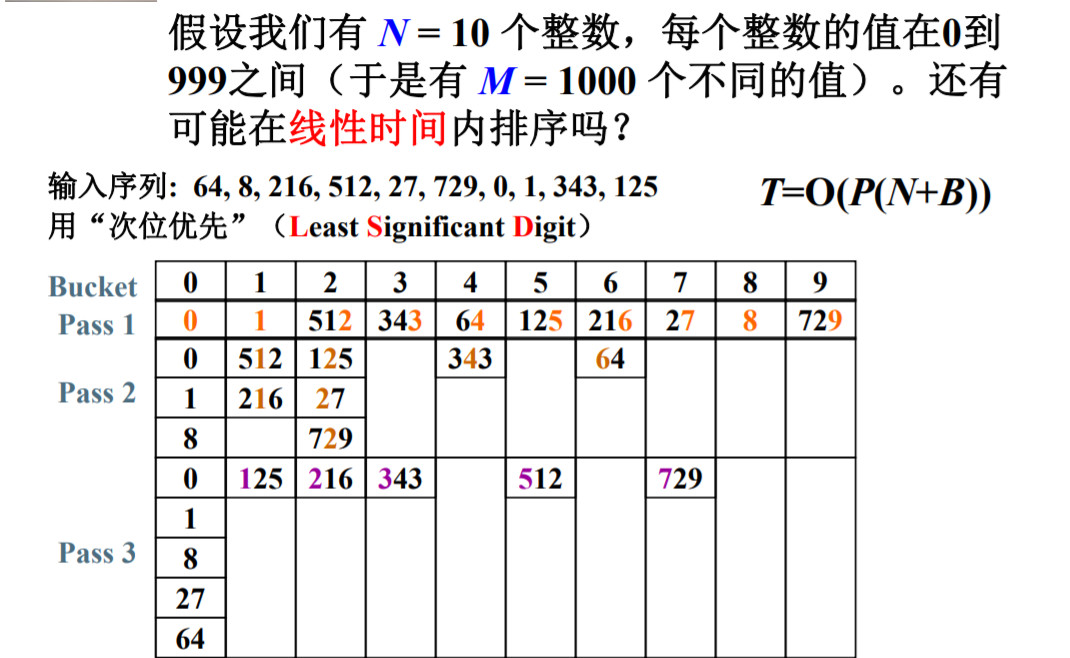 假设我们有 N = 10 个整数，每个整数的值在0到
999之间（于是有 M = 1000 个不同的值）。还有
可能在线性时间内排序吗？
输入序列: 64, 8, 216, 512, 27, 729, 0, 1, 343, 125
T=O(P(N+B))
用“次位优先”（Least Significant Digit）
Bucket 0 1 2 3 4 5 6 7 8 9
Pass 1 0 1 512 343 64 125 216 27 8 729
0 512 125 343 64
Pass 2 1 216 27
8 729
0 125 216 343 512 729
1
Pass 3 8
27
64